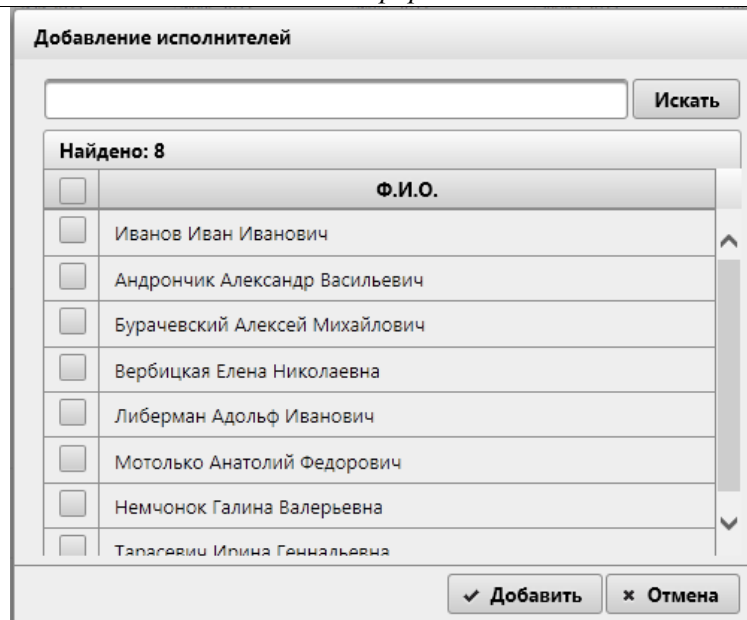 Добавление исполнителей
Искать
Найдено: 8
Ф.И.О.
Иванов Иван Иванович
Андрончик Александр Васильевич
Бурачевский Алексей Михайлович
Вербицкая Елена Николаевна
Либерман Адольф Иванович
Мотолько Анатолий Федорович
Немчонок Галина Валерьевна
Тарасевич Ирина Геннадьевна
Добавить Отмена